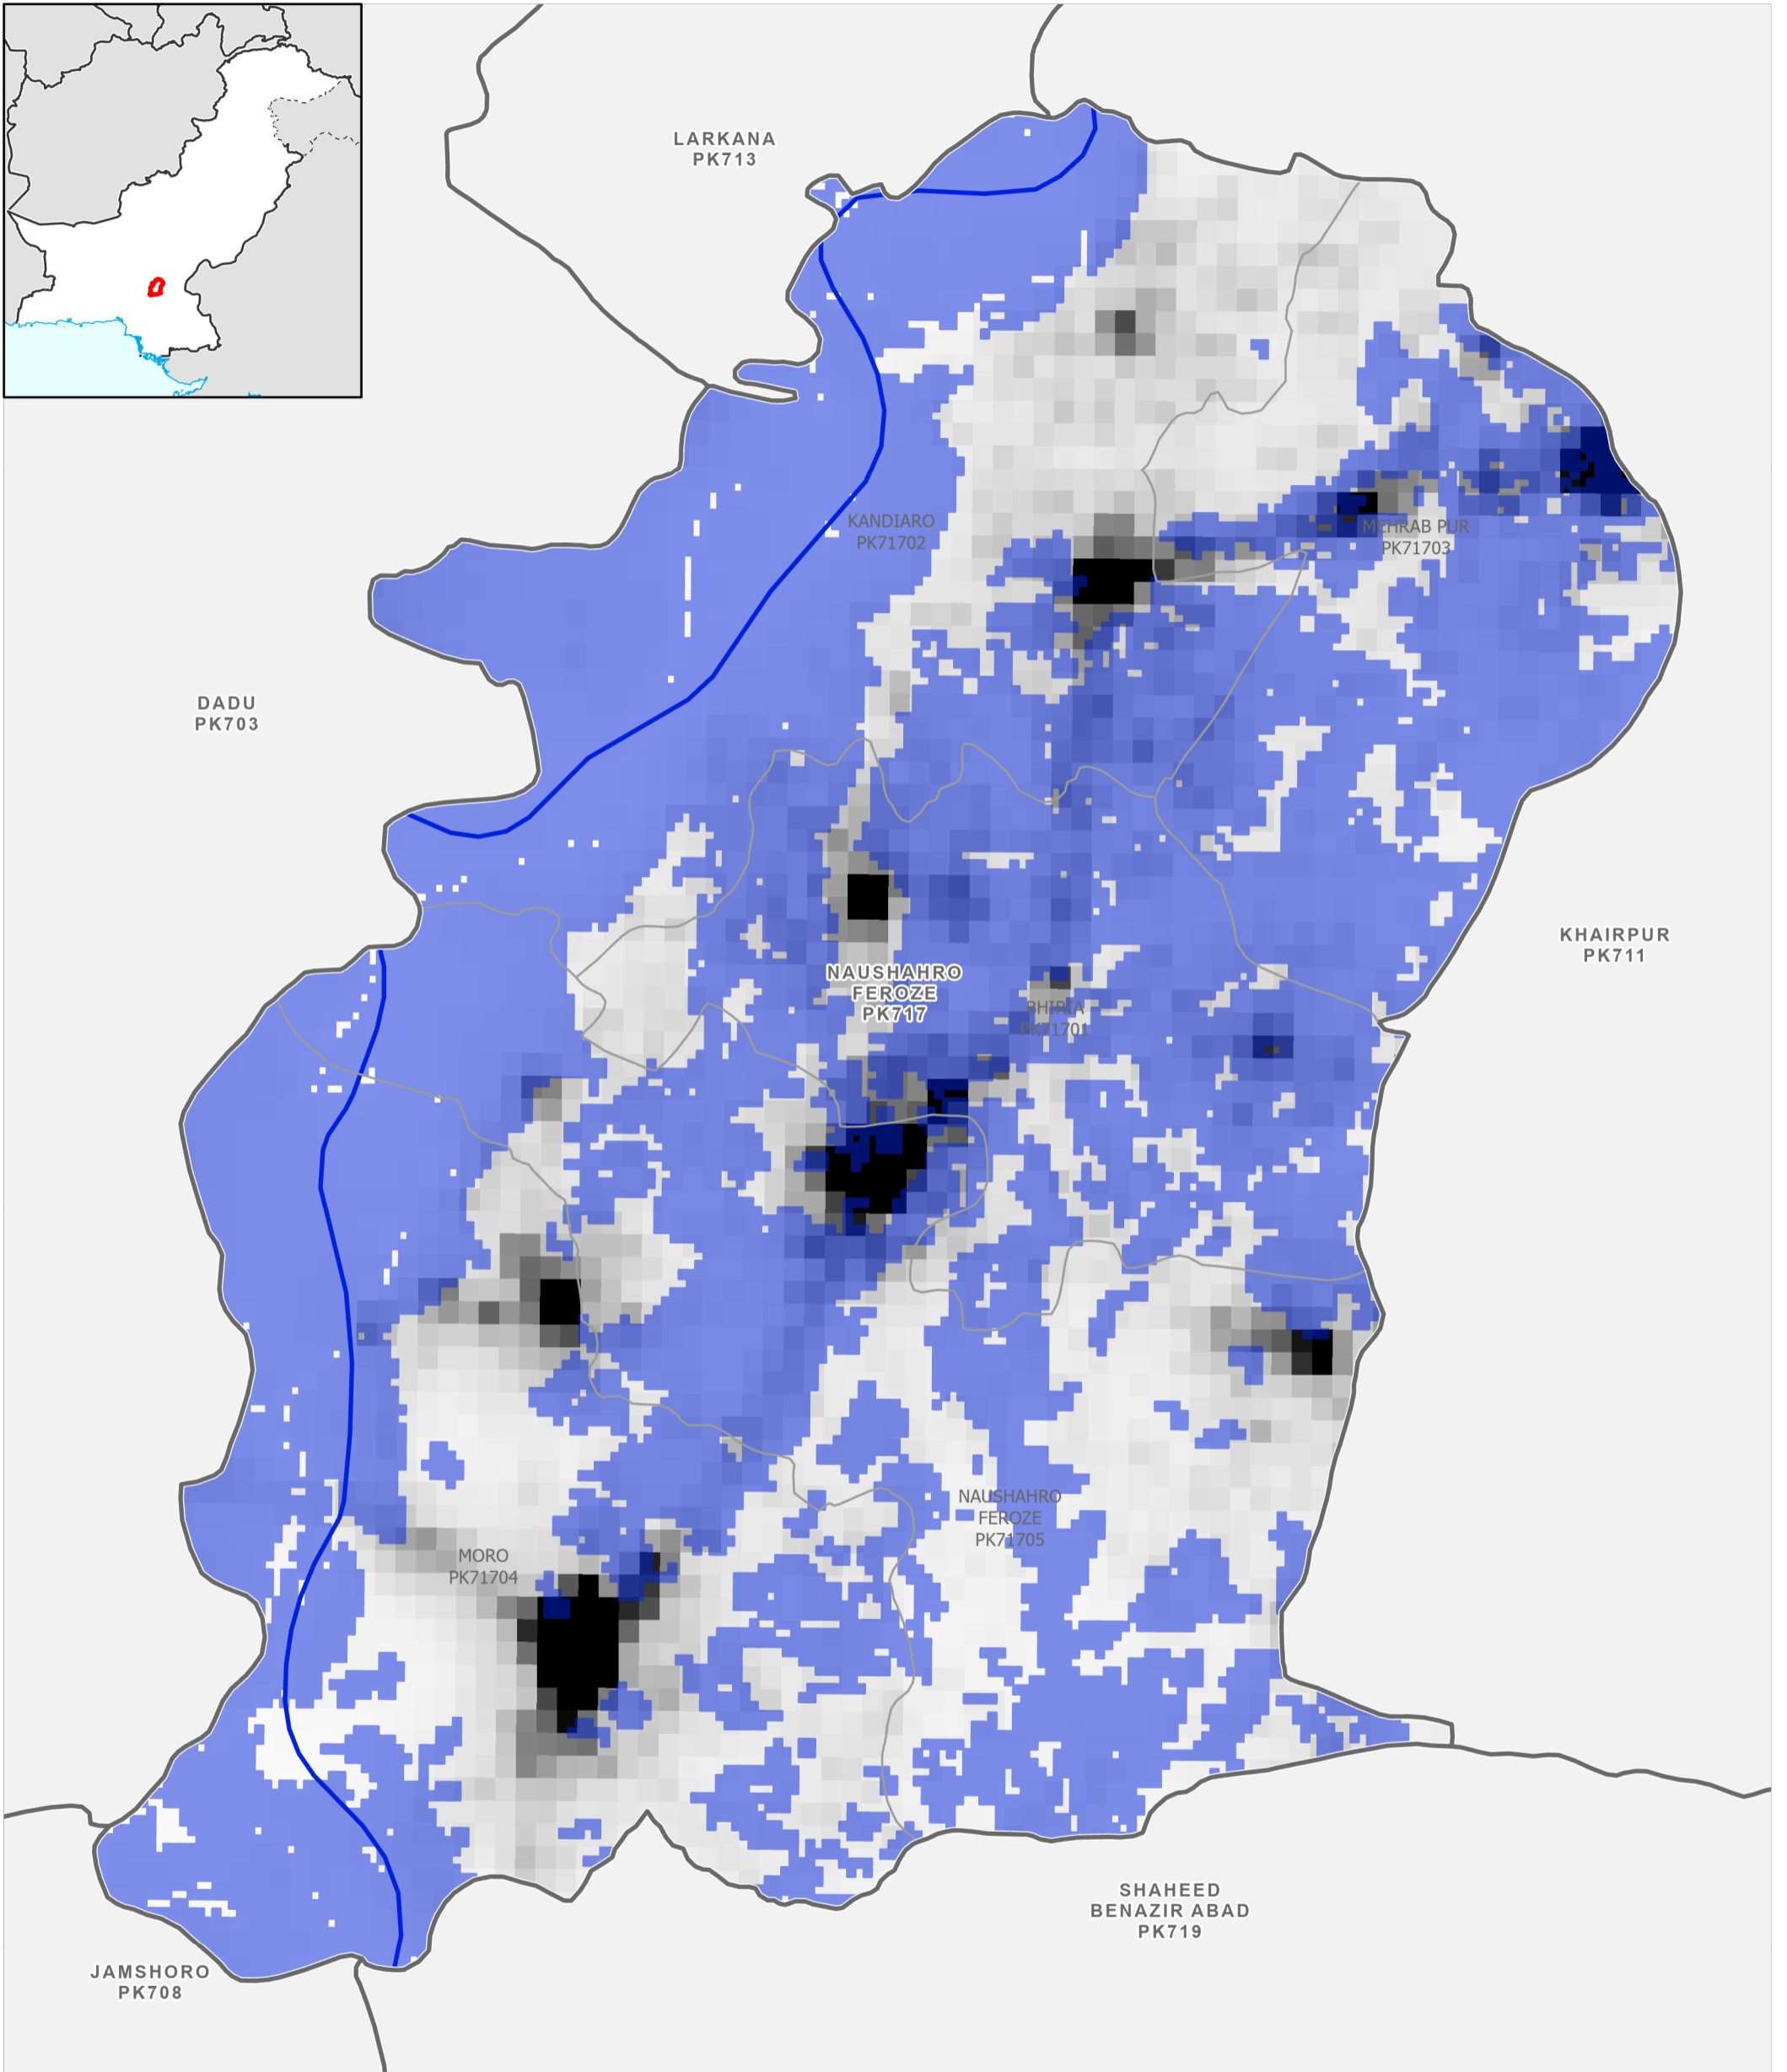 LARKANA
PK713
KANDIARO
PK71702
MEHRAB PUR
PK71703
DADU
PK703
KHAIRPUR
PK711
NAUSHAHRO
FEROZE
PK717
BHIRIA
PK71701
NAUSHAHRO
FEROZE
PK71705
MORO
PK71704
SHAHEED
BENAZIR ABAD
PK719
JAMSHORO
PK708